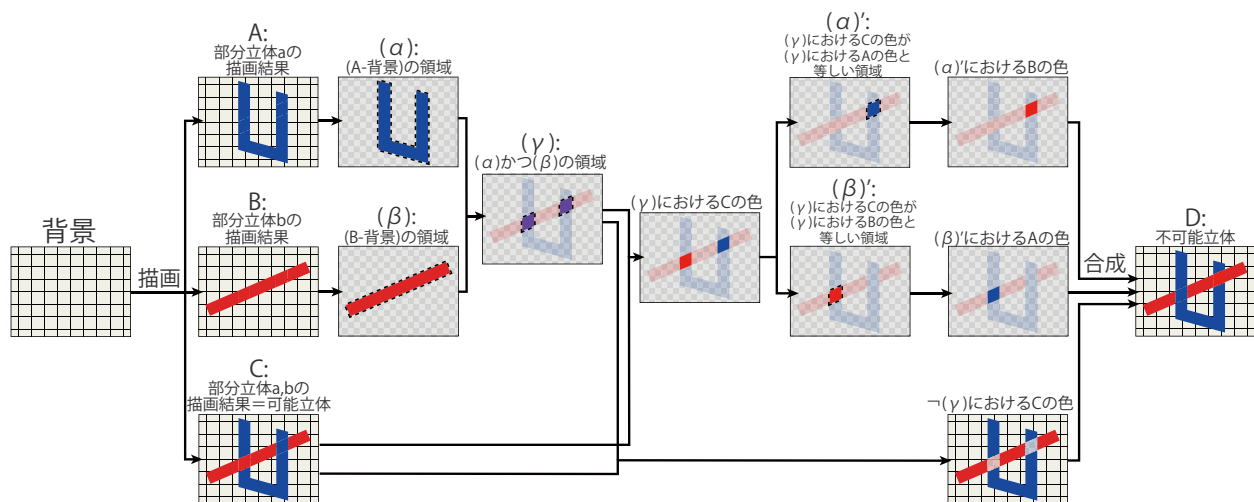 背景
描画
A:
部分立体aの
描画結果
(α):
(A-背景)の領域
B:
部分立体bの
描画結果
(β):
(B-背景)の領域
C:
部分立体a,bの
描画結果＝可能立体
(γ):
(α)かつ(β)の領域
(γ)におけるCの色
(α)':
(γ)におけるCの色が
(γ)におけるAの色と
等しい領域
(α)'におけるBの色
(β)':
(γ)におけるCの色が
(γ)におけるBの色と
等しい領域
(β)'におけるAの色
¬(γ)におけるCの色
合成
D:
不可能立体